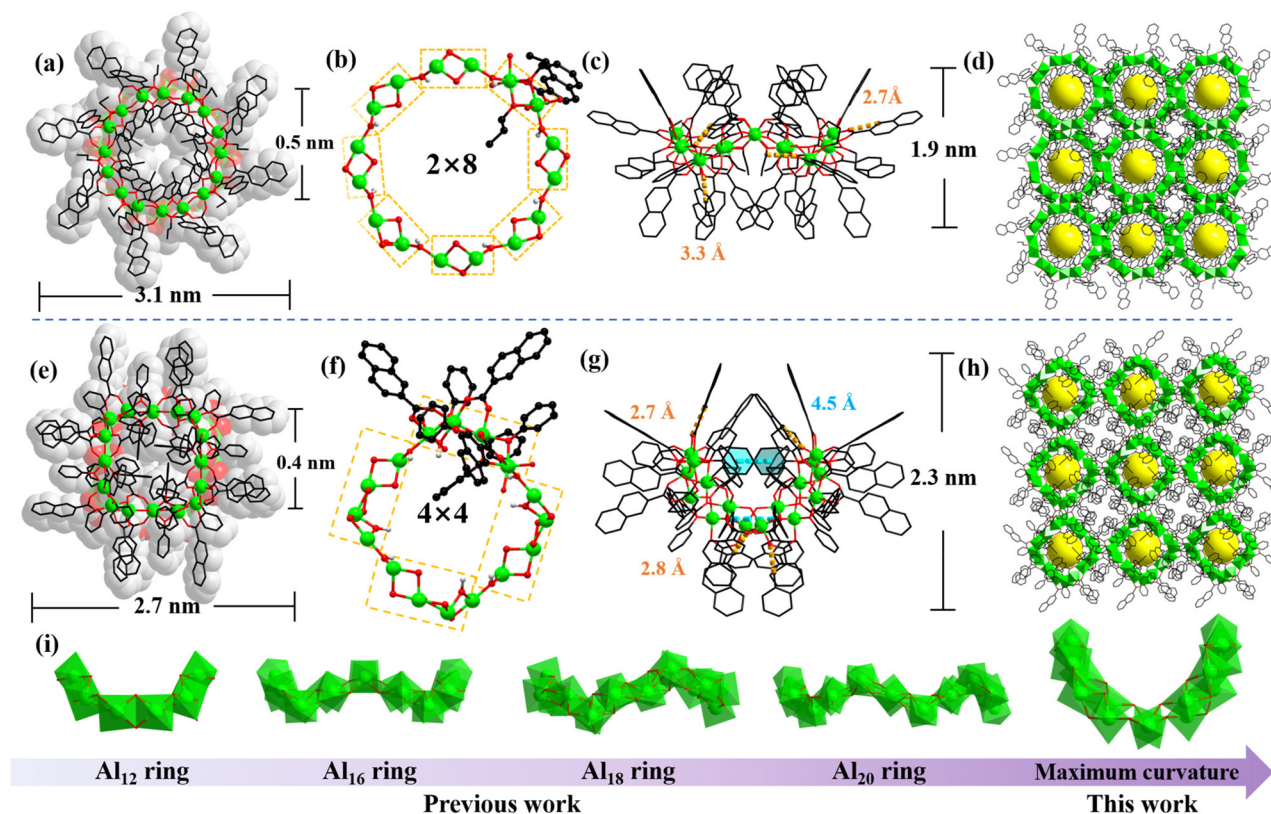 (a)
0.5 nm
3.1 nm
(b)
2×8
(c)
2.7Å
3.3 Å
1.9 nm
(d)
(e)
0.4 nm
2.7 nm
(f)
4×4
(g)
2.7 Å
4.5 Å
2.8 Å
2.3 nm
(h)
(i)
Al₁₂ ring
Al₁₆ ring
Al₁₈ ring
Al₂₀ ring
Maximum curvature
Previous work
This work